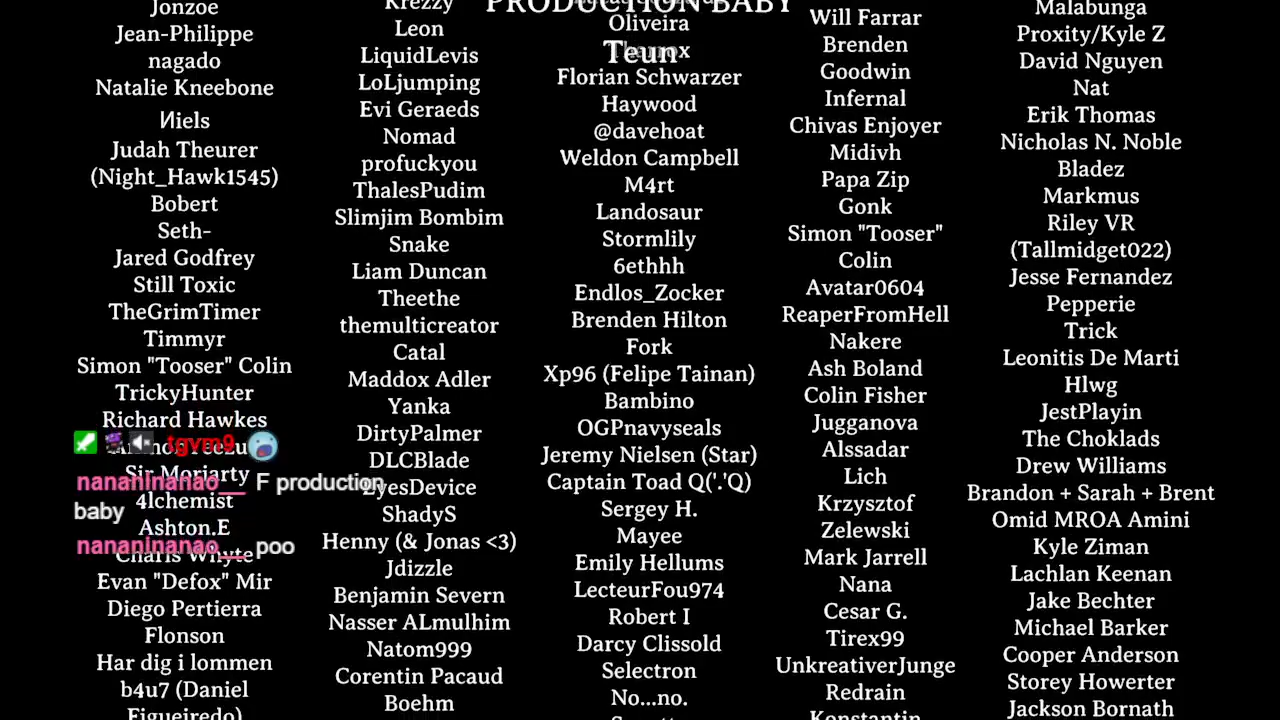 PRODUCTION BABY
Teun
Jonzoe
Jean-Philippe
nagado
Natalie Kneebone
Иiels
Judah Theurer
(Night_Hawk1545)
Bobert
Seth-
Jared Godfrey
Still Toxic
TheGrimTimer
Timmyr
Simon "Tooser" Colin
TrickyHunter
Richard Hawkes
Sir Moriarty
4lchemist
Ashton.E
Charis Whyte
Evan "Defox" Mir
Diego Pertierra
Flonson
Har dig i lommen
b4u7 (Daniel
Figueiredo)
Krezzy
Leon
LiquidLevis
LoLjumping
Evi Geraeds
Nomad
profuckyou
ThalesPudim
Slimjim Bombim
Snake
Liam Duncan
Theethe
themulticreator
Catal
Maddox Adler
Yanka
DirtyPalmer
DLCBlade
EyesDevice
ShadyS
Henny (& Jonas <3)
Jdizzle
Benjamin Severn
Nasser ALmulhim
Natom999
Corentin Pacaud
Boehm
Oliveira
Florian Schwarzer
Haywood
@davehoat
Weldon Campbell
M4rt
Landosaur
Stormlily
6ethhh
Endlos_Zocker
Brenden Hilton
Fork
Xp96 (Felipe Tainan)
Bambino
OGPnavyseals
Jeremy Nielsen (Star)
Captain Toad Q('.'Q)
Sergey H.
Mayee
Emily Hellums
LecteurFou974
Robert I
Darcy Clissold
Selectron
No...no.
Will Farrar
Brenden
Goodwin
Infernal
Chivas Enjoyer
Midivh
Papa Zip
Gonk
Simon "Tooser"
Colin
Avatar0604
ReaperFromHell
Nakere
Ash Boland
Colin Fisher
Jugganova
Alssadar
Lich
Krzysztof
Zelewski
Mark Jarrell
Nana
Cesar G.
Tirex99
UnkreativerJunge
Redrain
Konstantin
Malabunga
Proxity/Kyle Z
David Nguyen
Nat
Erik Thomas
Nicholas N. Noble
Bladez
Markmus
Riley VR
(Tallmidget022)
Jesse Fernandez
Pepperie
Trick
Leonitis De Marti
Hlwg
JestPlayin
The Choklads
Drew Williams
Brandon + Sarah + Brent
Omid MROA Amini
Kyle Ziman
Lachlan Keenan
Jake Bechter
Michael Barker
Cooper Anderson
Storey Howerter
Jackson Bornath
tgvm9
nananinanao__ F production
baby
nananinanao__ poo